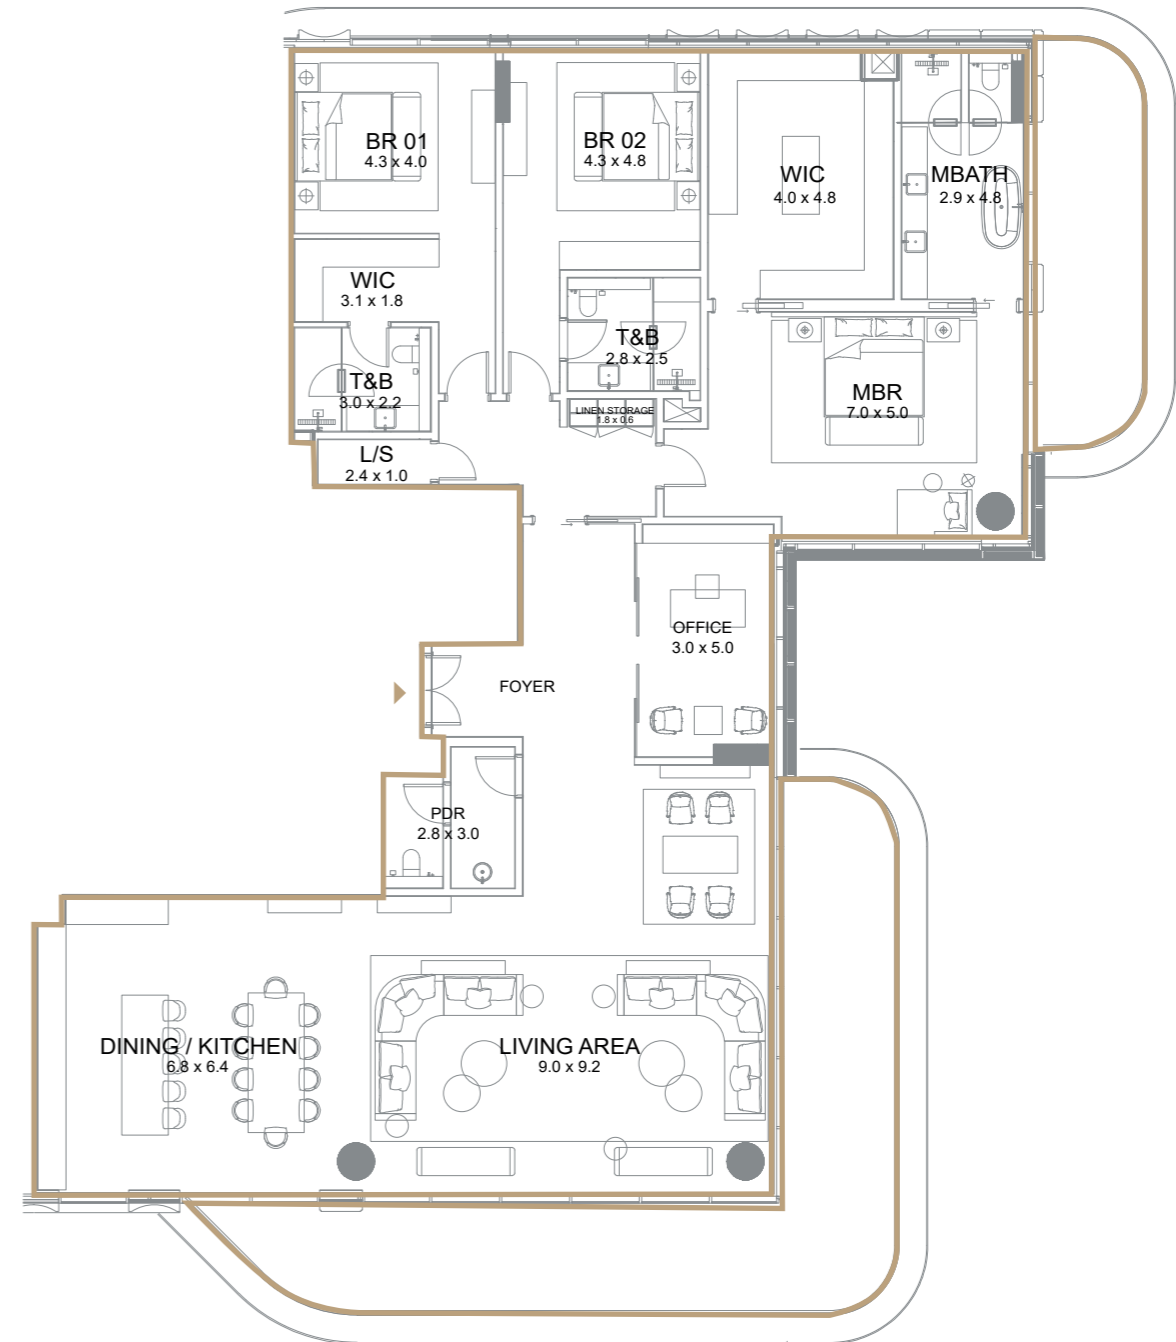 BR 01
4.3 x 4.0
BR 02
4.3 x 4.8
WIC
4.0 x 4.8
MBATH
2.9 x 4.8
WIC
3.1 x 1.8
T&B
2.8 x 2.5
T&B
3.0 x 2.2
MBR
7.0 x 5.0
LINEN STORAGE
1.8 x 0.6
L/S
2.4 x 1.0
OFFICE
3.0 x 5.0
FOYER
PDR
2.8 x 3.0
DINING / KITCHEN
6.8 x 6.4
LIVING AREA
9.0 x 9.2